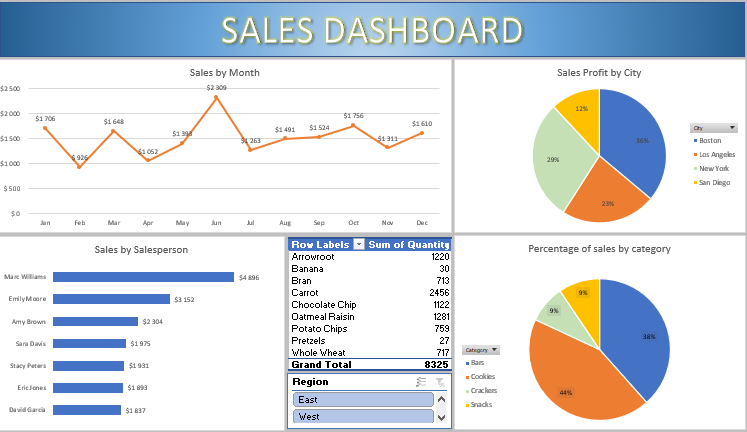 SALES DASHBOARD
Sales by Month
$2 500
$2 000
$1 500
$1 000
$500
$0
$1 706
$ 926
$1 648
$1 052
$1 393
$2 309
$1 263
$1 491
$1 524
$1 756
$1 311
$1 610
Jan Feb Mar Apr May Jun Jul Aug Sep Oct Nov Dec
Sales Profit by City
12%
36%
29%
23%
City
Boston
Los Angeles
New York
San Diego
Sales by Salesperson
Marc Williams $4 896
Emily Moore $3 152
Amy Brown $2 304
Sara Davis $1 975
Stacy Peters $1 931
Eric Jones $1 893
David Garcia $1 837
Row Labels Sum of Quantity
Arrowroot 1220
Banana 30
Bran 713
Carrot 2456
Chocolate Chip 1122
Oatmeal Raisin 1281
Potato Chips 759
Pretzels 27
Whole Wheat 717
Grand Total 8325
Region
East
West
Percentage of sales by category
9%
9%
38%
44%
Category
Bars
Cookies
Crackers
Snacks